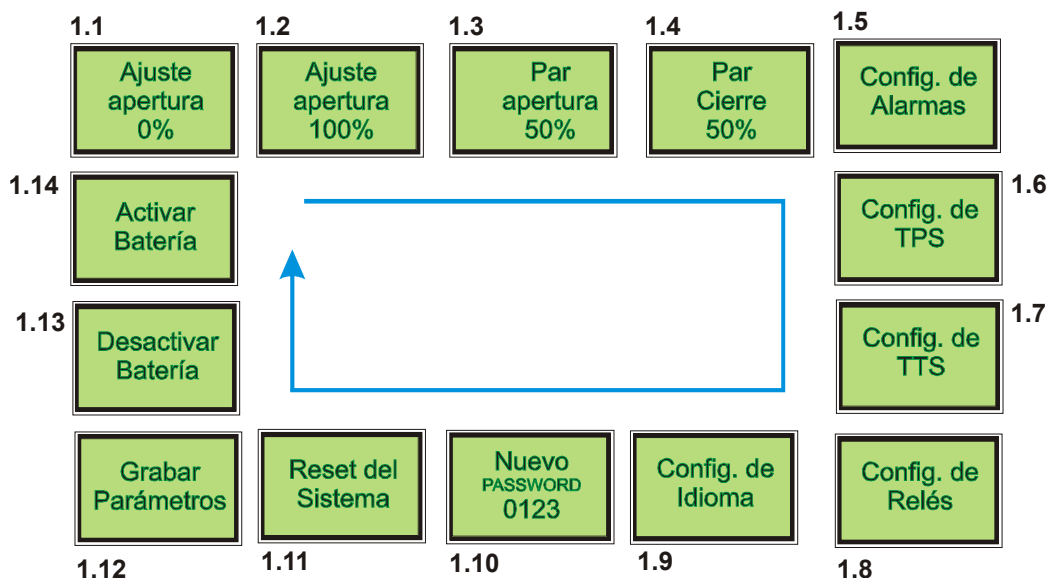 1.1
Ajuste
apertura
0%
1.2
Ajuste
apertura
100%
1.3
Par
apertura
50%
1.4
Par
Cierre
50%
1.5
Config. de
Alarmas
1.14
Activar
Batería
1.6
Config. de
TPS
1.13
Desactivar
Batería
1.7
Config. de
TTS
Grabar
Parámetros
1.12
Reset del
Sistema
1.11
Nuevo
PASSWORD
0123
1.10
Config. de
Idioma
1.9
Config. de
Relés
1.8